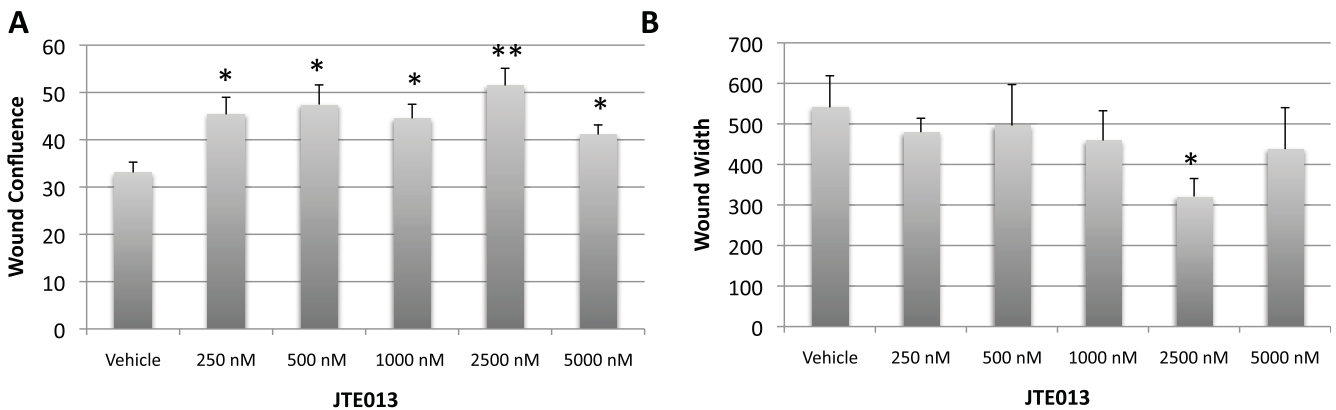 A
Wound Confluence
60
50
40
30
20
10
0
* * * ** *
Vehicle 250 nM 500 nM 1000 nM 2500 nM 5000 nM
JTE013
B
Wound Width
700
600
500
400
300
200
100
0
*
Vehicle 250 nM 500 nM 1000 nM 2500 nM 5000 nM
JTE013